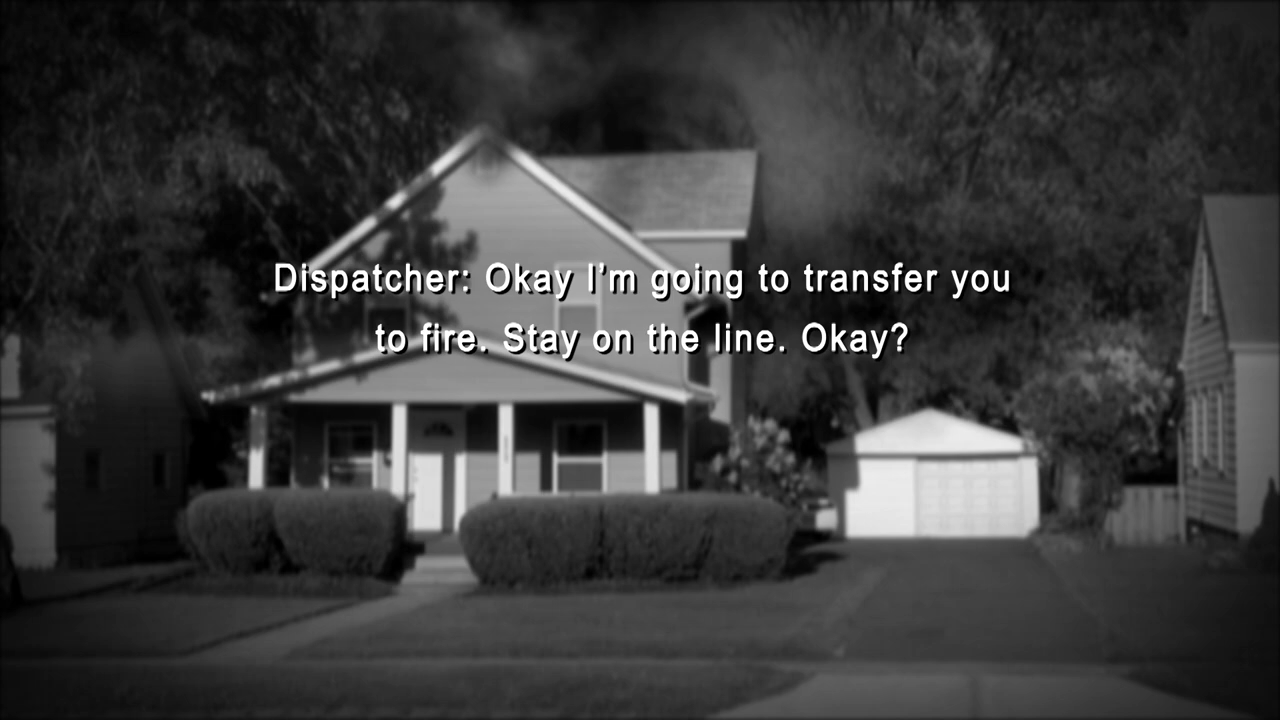 Dispatcher: Okay I'm going to transfer you
to fire. Stay on the line. Okay?